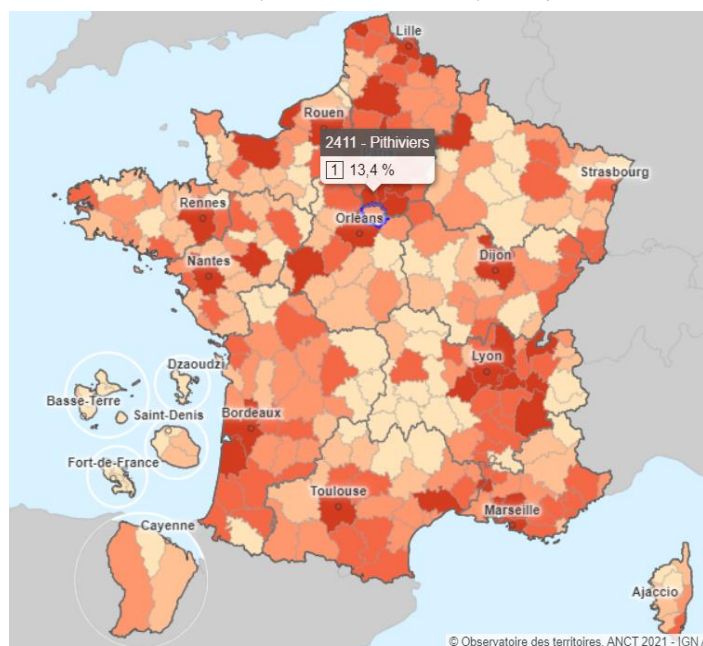 Lille
Rouen
2411 - Pithiviers
1 13,4 %
Strasbourg
Rennes
Orléans
Nantes
Dijon
Lyon
Dzaoudzi
Basse-Terre
Saint-Denis
Bordeaux
Fort-de-France
Toulouse
Marseille
Cayenne
Ajaccio
© Observatoire des territoires, ANCT 2021 - IGN A